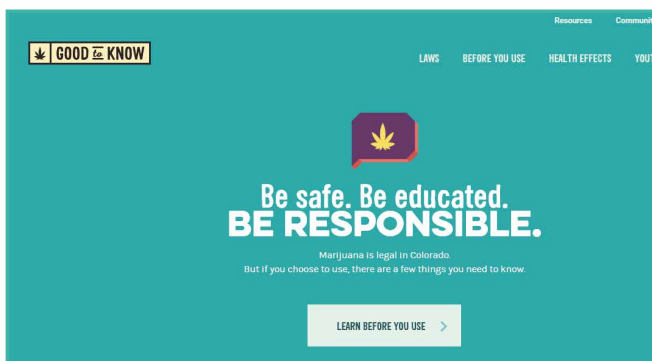 Resources Communit
GOOD to KNOW
LAWS BEFORE YOU USE HEALTH EFFECTS YOUT
Be safe. Be educated.
BE RESPONSIBLE.
Marijuana is legal in Colorado.
But if you choose to use, there are a few things you need to know.
LEARN BEFORE YOU USE